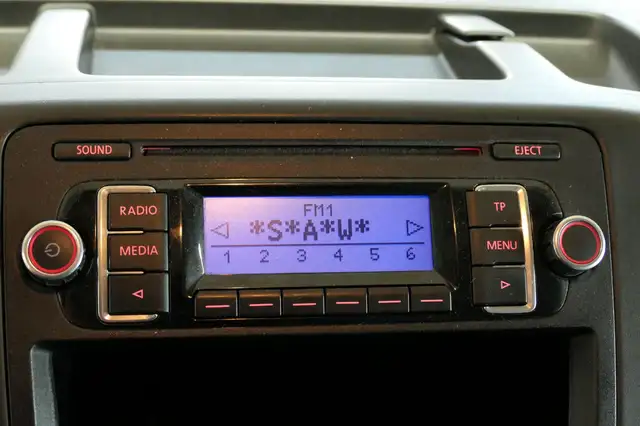 SOUND
EJECT
RADIO
FM1
TP
*S*A*W*
MEDIA
MENU
1 2 3 4 5 6